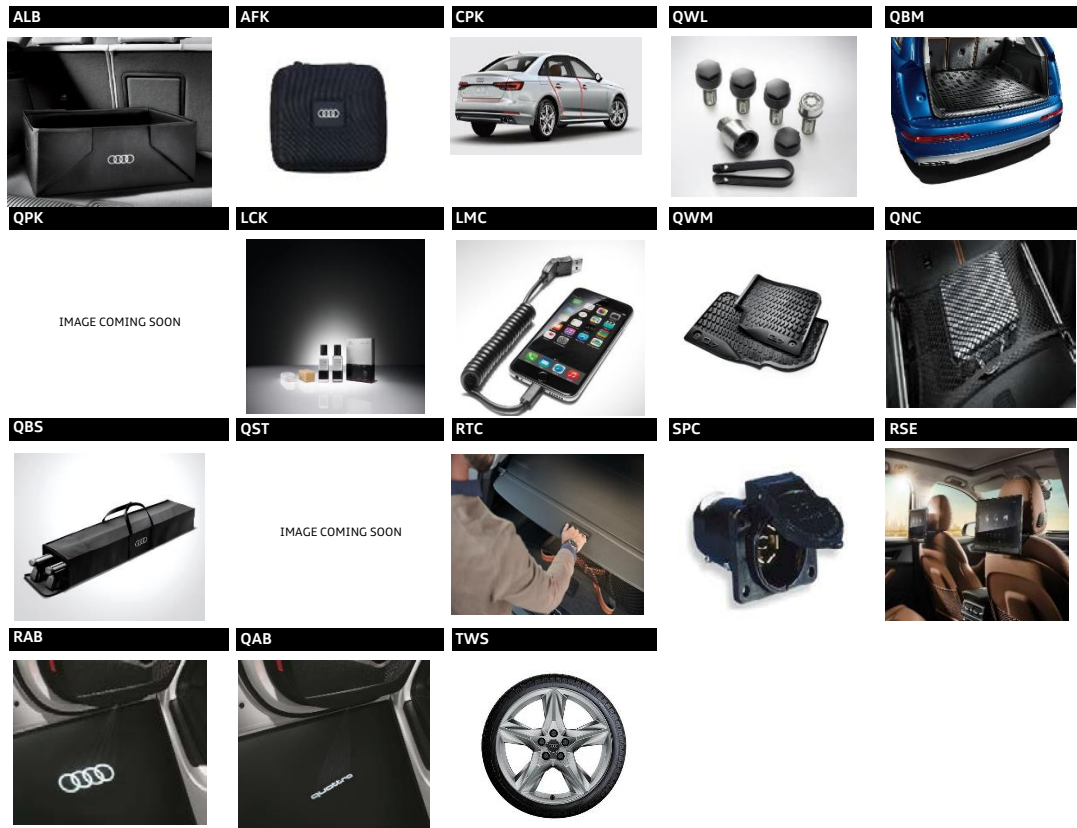 ALB
AFK
CPK
QWL
QBM
QPK
LCK
LMC
QWM
QNC
IMAGE COMING SOON
QBS
QST
RTC
SPC
RSE
IMAGE COMING SOON
RAB
QAB
TWS
quattro